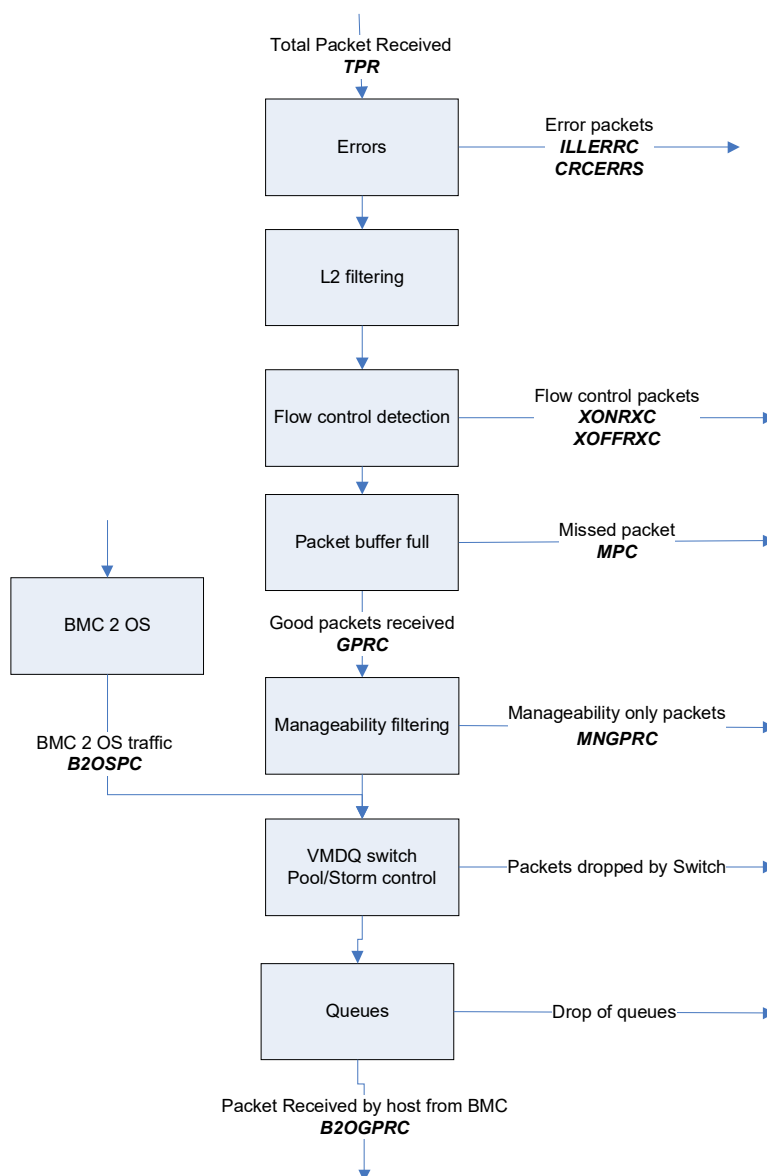 Total Packet Received
TPR
Errors
Error packets
ILLERRC
CRCERRS
L2 filtering
Flow control detection
Flow control packets
XONRXC
XOFFRXC
Packet buffer full
Missed packet
MPC
BMC 2 OS
Good packets received
GPRC
Manageability filtering
Manageability only packets
MNGPRC
BMC 2 OS traffic
B2OSPC
VMDQ switch
Pool/Storm control
Packets dropped by Switch
Queues
Drop of queues
Packet Received by host from BMC
B2OGPRC